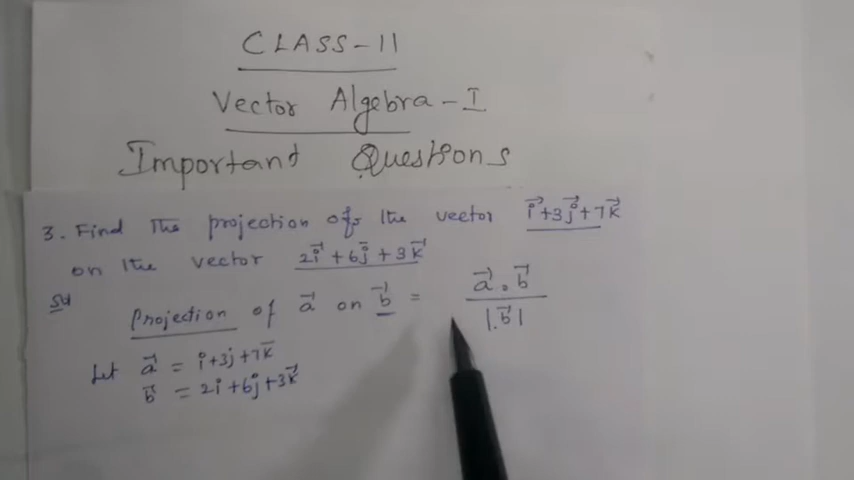 CLASS-11
Vector Algebra-I
Important Questions
3. Find the projection of the vector i⃗+3j⃗+7k⃗
on the vector 2i⃗+6j⃗+3k⃗
Sol
Projection of a⃗ on b⃗ = a⃗.b⃗ / |b⃗|
Let a⃗ = i+3j+7k̅
b⃗ = 2i+6j+3k⃗